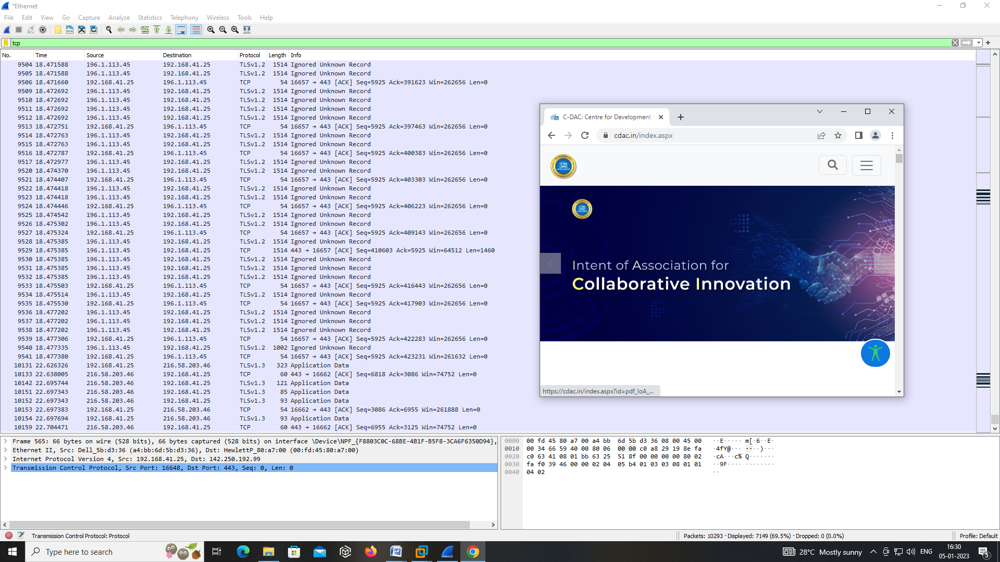 *Ethernet
File Edit View Go Capture Analyze Statistics Telephony Wireless Tools Help
tcp
No. Time Source Destination Protocol Length Info
9504 18.471588 196.1.113.45 192.168.41.25 TLSv1.2 1514 Ignored Unknown Record
9505 18.471588 196.1.113.45 192.168.41.25 TLSv1.2 1514 Ignored Unknown Record
9506 18.471660 192.168.41.25 196.1.113.45 TCP 54 16657 → 443 [ACK] Seq=5925 Ack=391623 Win=262656 Len=0
9509 18.472692 196.1.113.45 192.168.41.25 TLSv1.2 1514 Ignored Unknown Record
9510 18.472692 196.1.113.45 192.168.41.25 TLSv1.2 1514 Ignored Unknown Record
9511 18.472692 196.1.113.45 192.168.41.25 TLSv1.2 1514 Ignored Unknown Record
9512 18.472692 196.1.113.45 192.168.41.25 TLSv1.2 1514 Ignored Unknown Record
9513 18.472751 192.168.41.25 196.1.113.45 TCP 54 16657 → 443 [ACK] Seq=5925 Ack=397463 Win=262656 Len=0
9514 18.472763 196.1.113.45 192.168.41.25 TLSv1.2 1514 Ignored Unknown Record
9515 18.472763 196.1.113.45 192.168.41.25 TLSv1.2 1514 Ignored Unknown Record
9516 18.472787 192.168.41.25 196.1.113.45 TCP 54 16657 → 443 [ACK] Seq=5925 Ack=400383 Win=262656 Len=0
9517 18.472977 196.1.113.45 192.168.41.25 TLSv1.2 1514 Ignored Unknown Record
9520 18.474370 196.1.113.45 192.168.41.25 TLSv1.2 1514 Ignored Unknown Record
9521 18.474407 192.168.41.25 196.1.113.45 TCP 54 16657 → 443 [ACK] Seq=5925 Ack=403303 Win=262656 Len=0
9522 18.474418 196.1.113.45 192.168.41.25 TLSv1.2 1514 Ignored Unknown Record
9523 18.474418 196.1.113.45 192.168.41.25 TLSv1.2 1514 Ignored Unknown Record
9524 18.474446 192.168.41.25 196.1.113.45 TCP 54 16657 → 443 [ACK] Seq=5925 Ack=406223 Win=262656 Len=0
9525 18.474542 196.1.113.45 192.168.41.25 TLSv1.2 1514 Ignored Unknown Record
9526 18.475302 196.1.113.45 192.168.41.25 TLSv1.2 1514 Ignored Unknown Record
9527 18.475324 192.168.41.25 196.1.113.45 TCP 54 16657 → 443 [ACK] Seq=5925 Ack=409143 Win=262656 Len=0
9528 18.475385 196.1.113.45 192.168.41.25 TLSv1.2 1514 Ignored Unknown Record
9529 18.475385 196.1.113.45 192.168.41.25 TCP 1514 443 → 16657 [ACK] Seq=410603 Ack=5925 Win=64512 Len=1460
9530 18.475385 196.1.113.45 192.168.41.25 TLSv1.2 1514 Ignored Unknown Record
9531 18.475385 196.1.113.45 192.168.41.25 TLSv1.2 1514 Ignored Unknown Record
9532 18.475385 196.1.113.45 192.168.41.25 TLSv1.2 1514 Ignored Unknown Record
9533 18.475503 192.168.41.25 196.1.113.45 TCP 54 16657 → 443 [ACK] Seq=5925 Ack=416443 Win=262656 Len=0
9534 18.475514 196.1.113.45 192.168.41.25 TLSv1.2 1514 Ignored Unknown Record
9535 18.475530 192.168.41.25 196.1.113.45 TCP 54 16657 → 443 [ACK] Seq=5925 Ack=417903 Win=262656 Len=0
9536 18.477202 196.1.113.45 192.168.41.25 TLSv1.2 1514 Ignored Unknown Record
9537 18.477202 196.1.113.45 192.168.41.25 TLSv1.2 1514 Ignored Unknown Record
9538 18.477202 196.1.113.45 192.168.41.25 TLSv1.2 1514 Ignored Unknown Record
9539 18.477306 192.168.41.25 196.1.113.45 TCP 54 16657 → 443 [ACK] Seq=5925 Ack=422283 Win=262656 Len=0
9540 18.477335 196.1.113.45 192.168.41.25 TLSv1.2 1002 Ignored Unknown Record
9541 18.477380 192.168.41.25 196.1.113.45 TCP 54 16657 → 443 [ACK] Seq=5925 Ack=423231 Win=261632 Len=0
10131 22.626326 192.168.41.25 216.58.203.46 TLSv1.3 323 Application Data
10133 22.638005 216.58.203.46 192.168.41.25 TCP 60 443 → 16662 [ACK] Seq=6818 Ack=3086 Win=74752 Len=0
10142 22.695744 216.58.203.46 192.168.41.25 TLSv1.3 121 Application Data
10151 22.697343 216.58.203.46 192.168.41.25 TLSv1.3 85 Application Data
10152 22.697343 216.58.203.46 192.168.41.25 TLSv1.3 93 Application Data
10153 22.697383 192.168.41.25 216.58.203.46 TCP 54 16662 → 443 [ACK] Seq=3086 Ack=6955 Win=261888 Len=0
10154 22.697694 192.168.41.25 216.58.203.46 TLSv1.3 93 Application Data
10159 22.704471 216.58.203.46 192.168.41.25 TCP 60 443 → 16662 [ACK] Seq=6955 Ack=3125 Win=74752 Len=0
C-DAC: Centre for Development
cdac.in/index.aspx
CDAC
Intent of Association for
Collaborative Innovation
https://cdac.in/index.aspx?id=pdf_IoA_...
Frame 565: 66 bytes on wire (528 bits), 66 bytes captured (528 bits) on interface \Device\NPF_{F8803C0C-68BE-4B1F-B5F8-3CA6F6350D94},
Ethernet II, Src: Dell_5b:d3:36 (a4:bb:6d:5b:d3:36), Dst: HewlettP_80:a7:00 (00:fd:45:80:a7:00)
Internet Protocol Version 4, Src: 192.168.41.25, Dst: 142.250.192.99
Transmission Control Protocol, Src Port: 16648, Dst Port: 443, Seq: 0, Len: 0
0000 00 fd 45 80 a7 00 a4 bb 6d 5b d3 36 08 00 45 00 ··E····· m[·6··E·
0010 00 34 66 59 40 00 80 06 00 00 c0 a8 29 19 8e fa ·4fY@··· ····)···
0020 c0 63 41 08 01 bb 63 25 51 8f 00 00 00 00 80 02 ·cA···c% Q·······
0030 fa f0 39 46 00 00 02 04 05 b4 01 03 03 08 01 01 ··9F···· ········
0040 04 02 ··
Transmission Control Protocol: Protocol
Packets: 10293 · Displayed: 7149 (69.5%) · Dropped: 0 (0.0%)
Profile: Default
Type here to search
28°C Mostly sunny
ENG
16:30
05-01-2023
5